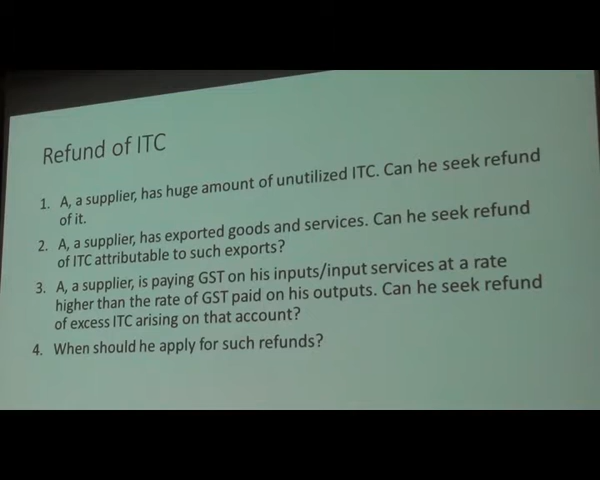 Refund of ITC
1. A, a supplier, has huge amount of unutilized ITC. Can he seek refund
of it.
2. A, a supplier, has exported goods and services. Can he seek refund
of ITC attributable to such exports?
3. A, a supplier, is paying GST on his inputs/input services at a rate
higher than the rate of GST paid on his outputs. Can he seek refund
of excess ITC arising on that account?
4. When should he apply for such refunds?